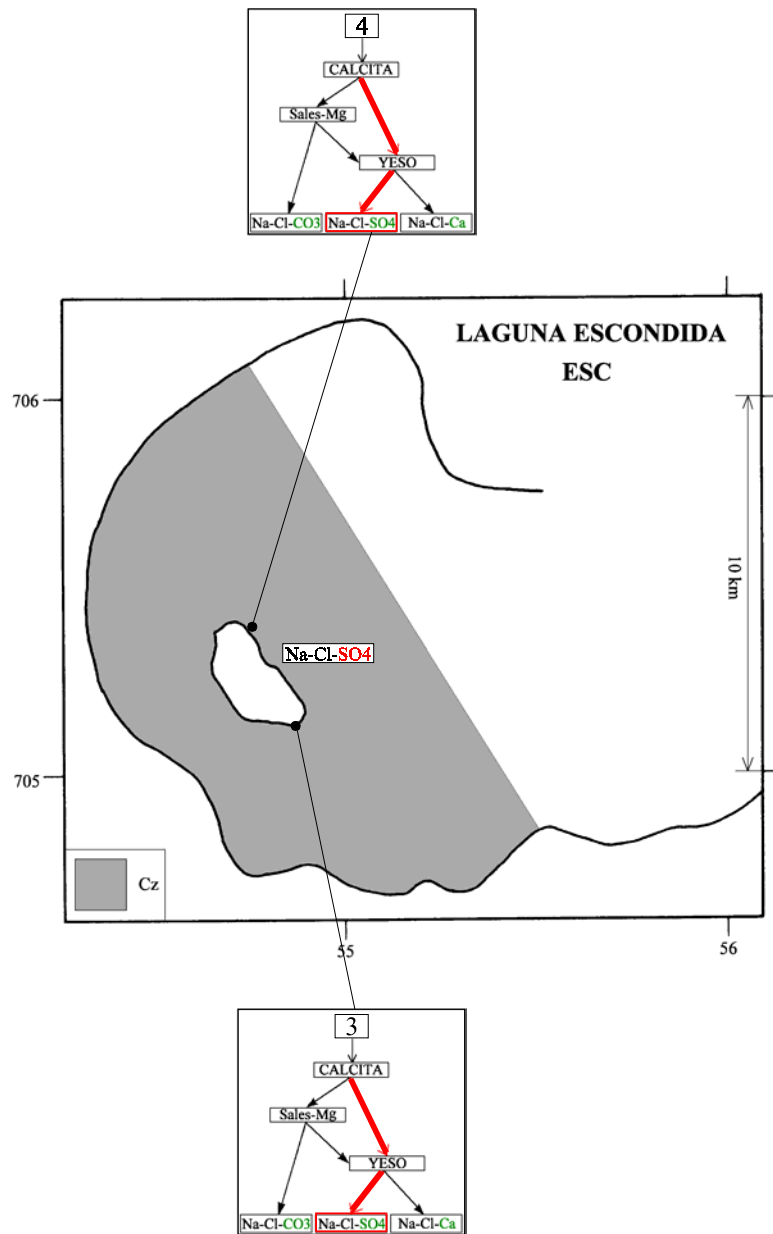 4
CALCITA
Sales-Mg
YESO
Na-Cl-CO3 Na-Cl-SO4 Na-Cl-Ca
LAGUNA ESCONDIDA
ESC
706
10 km
Na-Cl-SO4
705
Cz
55 56
3
CALCITA
Sales-Mg
YESO
Na-Cl-CO3 Na-Cl-SO4 Na-Cl-Ca